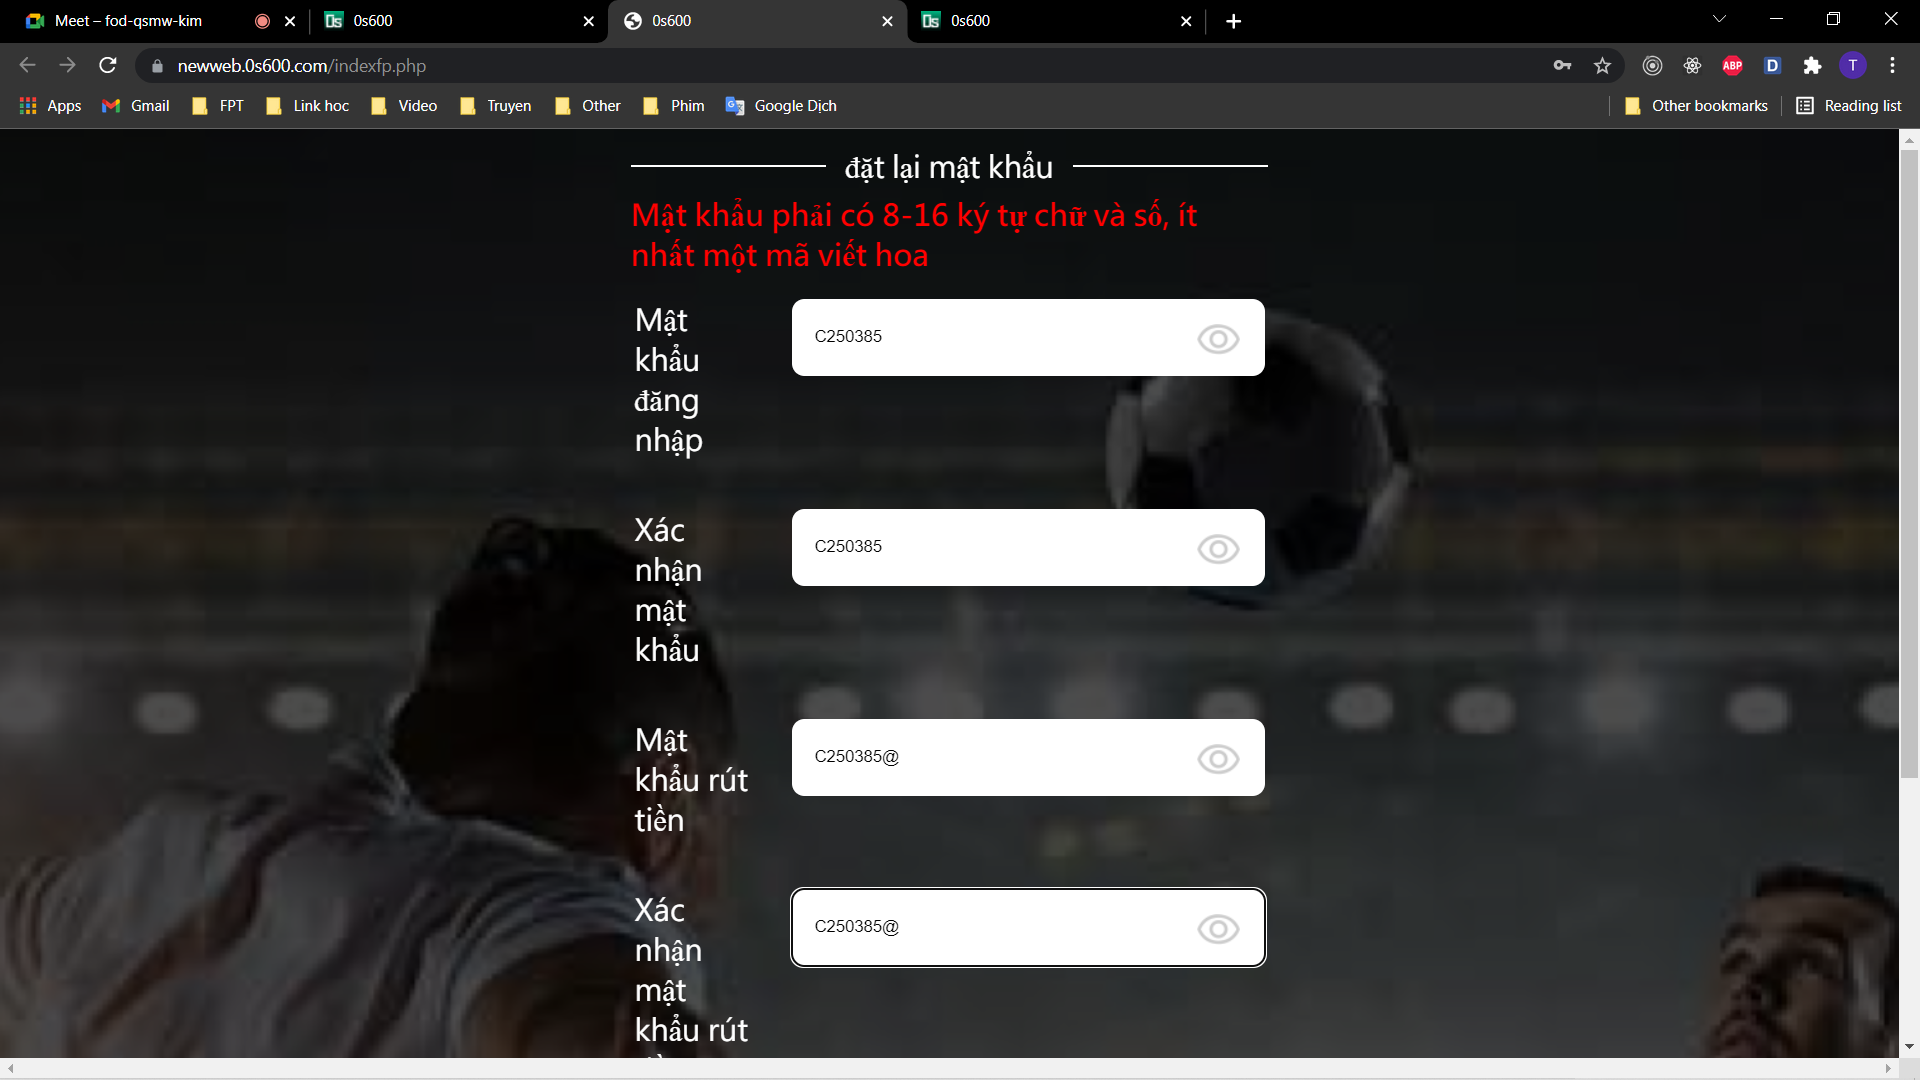 Meet – fod-qsmw-kim
0s600
0s600
0s600
newweb.0s600.com/indexfp.php
ABP
D
T
Apps
Gmail
FPT
Link hoc
Video
Truyen
Other
Phim
Google Dịch
Other bookmarks
Reading list
đặt lại mật khẩu
Mật khẩu phải có 8-16 ký tự chữ và số, ít
nhất một mã viết hoa
Mật
khẩu
đăng
nhập
C250385
Xác
nhận
mật
khẩu
C250385
Mật
khẩu rút
tiền
C250385@
Xác
nhận
mật
khẩu rút
C250385@